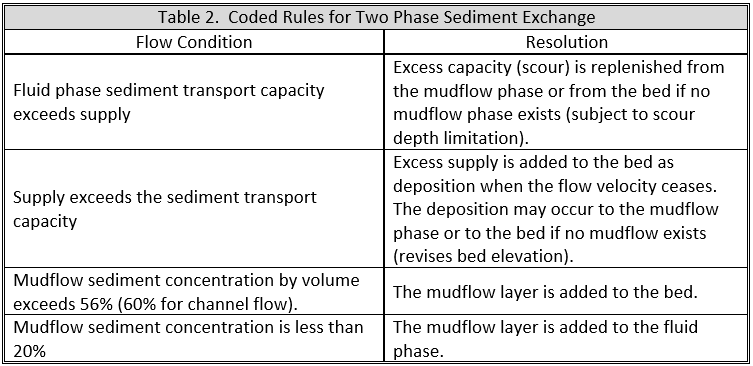 Table 2.  Coded Rules for Two Phase Sediment Exchange
Flow Condition
Resolution
Fluid phase sediment transport capacity
exceeds supply
Excess capacity (scour) is replenished from
the mudflow phase or from the bed if no
mudflow phase exists (subject to scour
depth limitation).
Supply exceeds the sediment transport
capacity
Excess supply is added to the bed as
deposition when the flow velocity ceases.
The deposition may occur to the mudflow
phase or to the bed if no mudflow exists
(revises bed elevation).
Mudflow sediment concentration by volume
exceeds 56% (60% for channel flow).
The mudflow layer is added to the bed.
Mudflow sediment concentration is less than
20%
The mudflow layer is added to the fluid
phase.